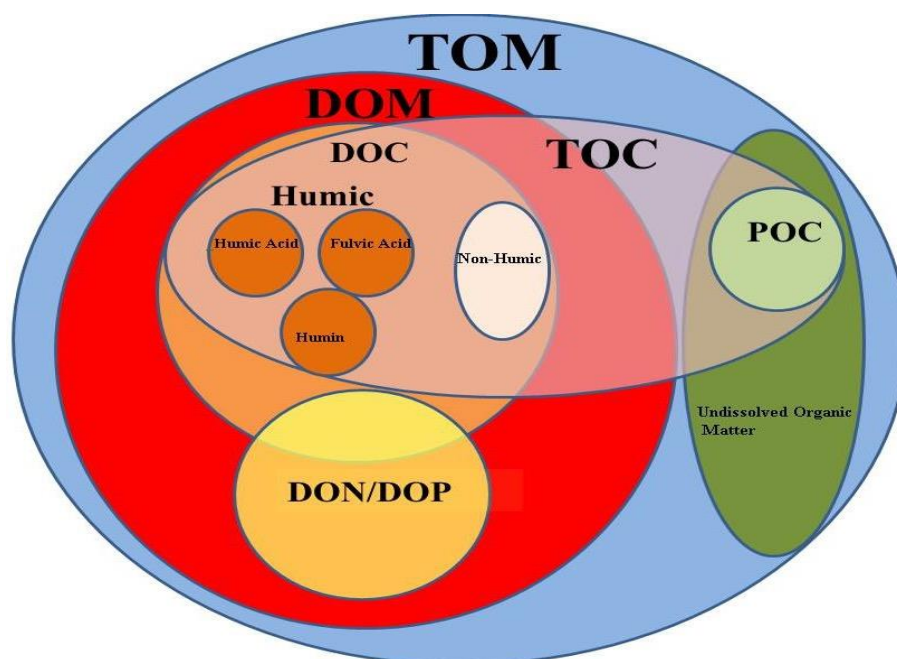 TOM
DOM
DOC
TOC
Humic
Humic Acid
Fulvic Acid
Non-Humic
POC
Humin
Undissolved Organic
Matter
DON/DOP